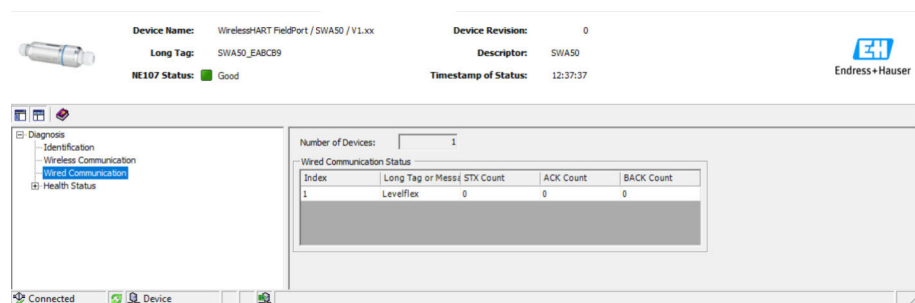 Device Name: WirelessHART FieldPort / SWA50 / V1.xx Device Revision: 0
Long Tag: SWA50_EABCB9 Descriptor: SWA50
NE107 Status: Good Timestamp of Status: 12:37:37
EH
Endress+Hauser
Diagnosis
Identification
Wireless Communication
Wired Communication
Health Status
Number of Devices: 1
Wired Communication Status
Index Long Tag or Messa STX Count ACK Count BACK Count
1 Levelflex 0 0 0
Connected Device